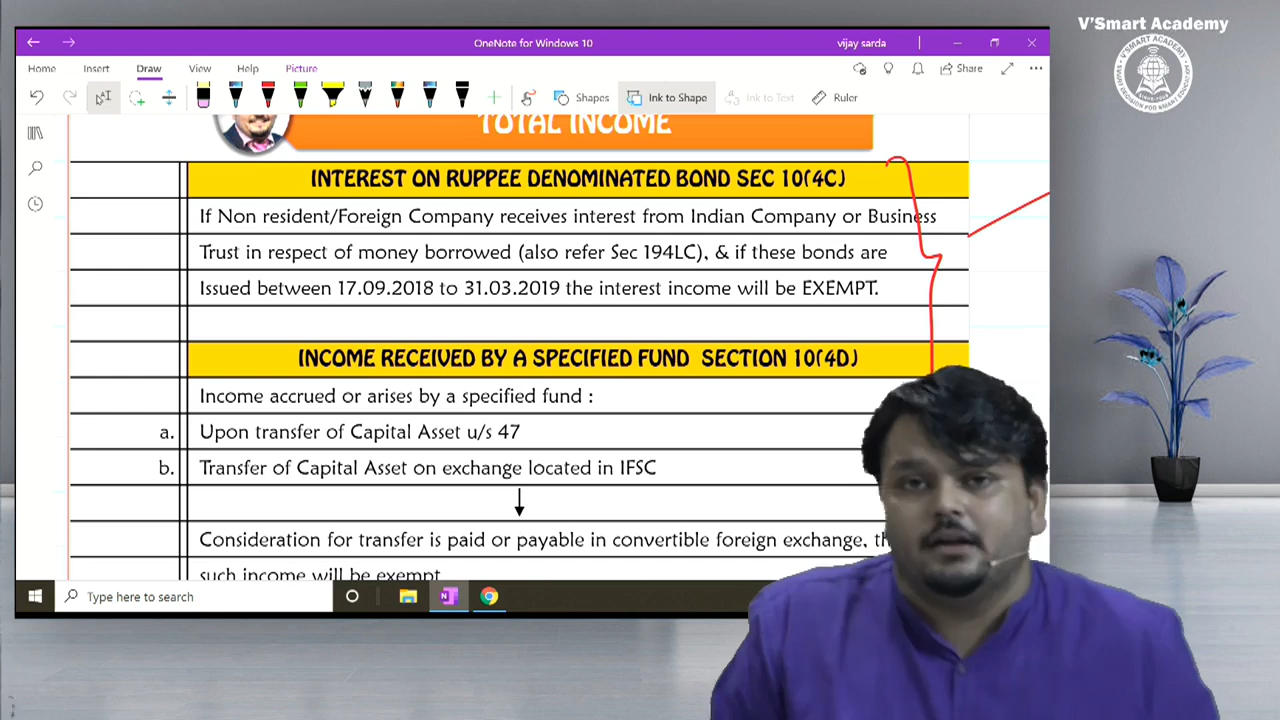 V'Smart Academy
OneNote for Windows 10
vijay sarda
Home Insert Draw View Help Picture
Share
Shapes Ink to Shape Ink to Text Ruler
TOTAL INCOME
INTEREST ON RUPPEE DENOMINATED BOND SEC 10(4C)
If Non resident/Foreign Company receives interest from Indian Company or Business
Trust in respect of money borrowed (also refer Sec 194LC), & if these bonds are
Issued between 17.09.2018 to 31.03.2019 the interest income will be EXEMPT.
INCOME RECEIVED BY A SPECIFIED FUND SECTION 10(4D)
Income accrued or arises by a specified fund :
a. Upon transfer of Capital Asset u/s 47
b. Transfer of Capital Asset on exchange located in IFSC
Consideration for transfer is paid or payable in convertible foreign exchange,
such income will be exempt
Type here to search